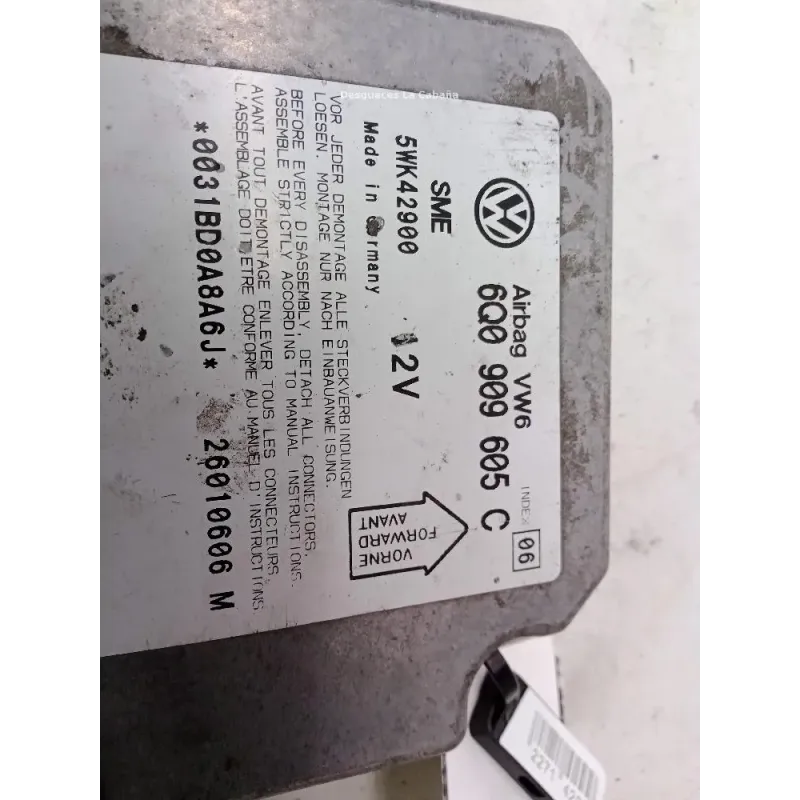 Desguaces La Cabaña
Airbag VW6
6Q0 909 605 C
INDEX 06
SME
5WK42900 12V
Made in Germany
VOR JEDER DEMONTAGE ALLE STECKVERBINDUNGEN
LOESEN. MONTAGE NUR NACH EINBAUANWEISUNG.
BEFORE EVERY DISASSEMBLY, DETACH ALL CONNECTORS.
ASSEMBLE STRICTLY ACCORDING TO MANUAL INSTRUCTIONS.
AVANT TOUT DEMONTAGE ENLEVER TOUS LES CONNECTEURS
L'ASSEMBLAGE DOIT ETRE CONFORME AU MANUEL D'INSTRUCTIONS
VORNE
FORWARD
AVANT
*0031BD0A8A6J* 26010606 M